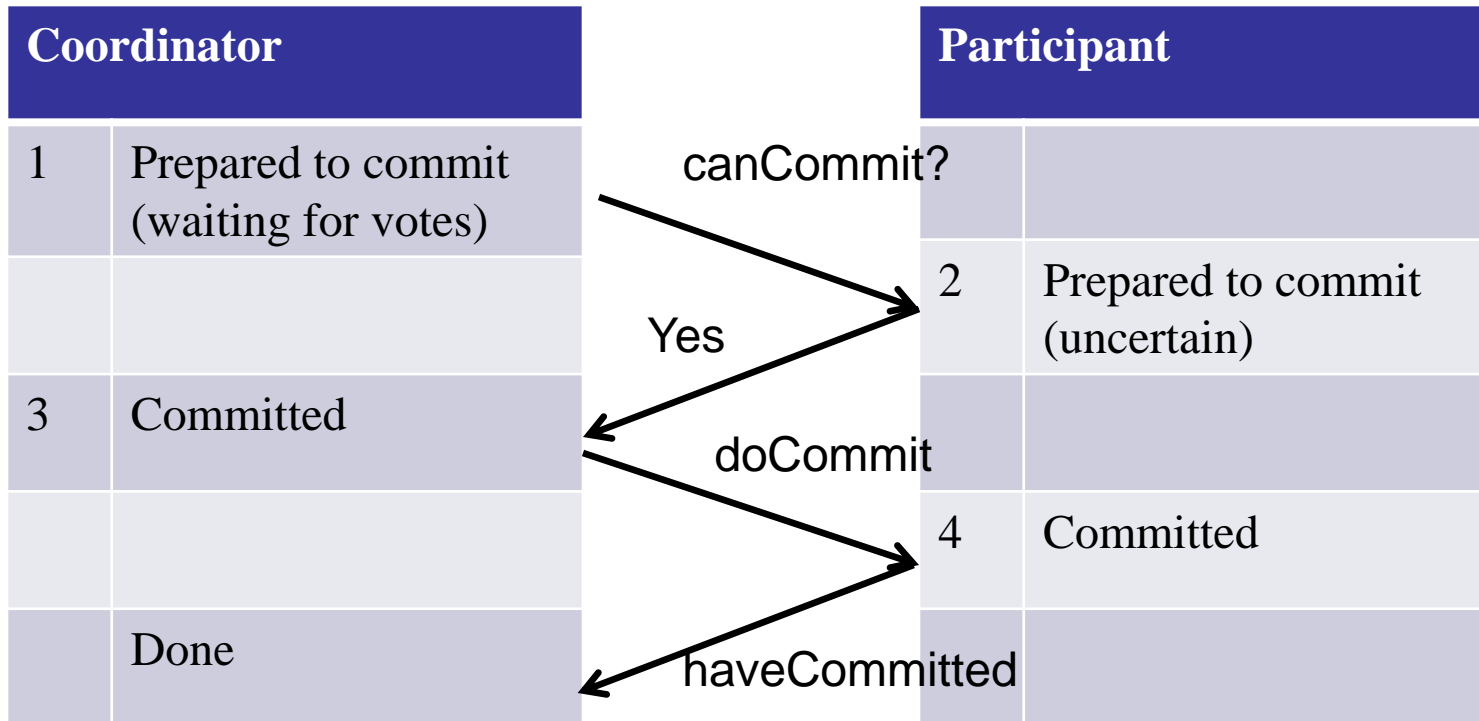 Coordinator
Participant
1 Prepared to commit
(waiting for votes)
canCommit?
2 Prepared to commit
(uncertain)
Yes
3 Committed
doCommit
4 Committed
Done
haveCommitted